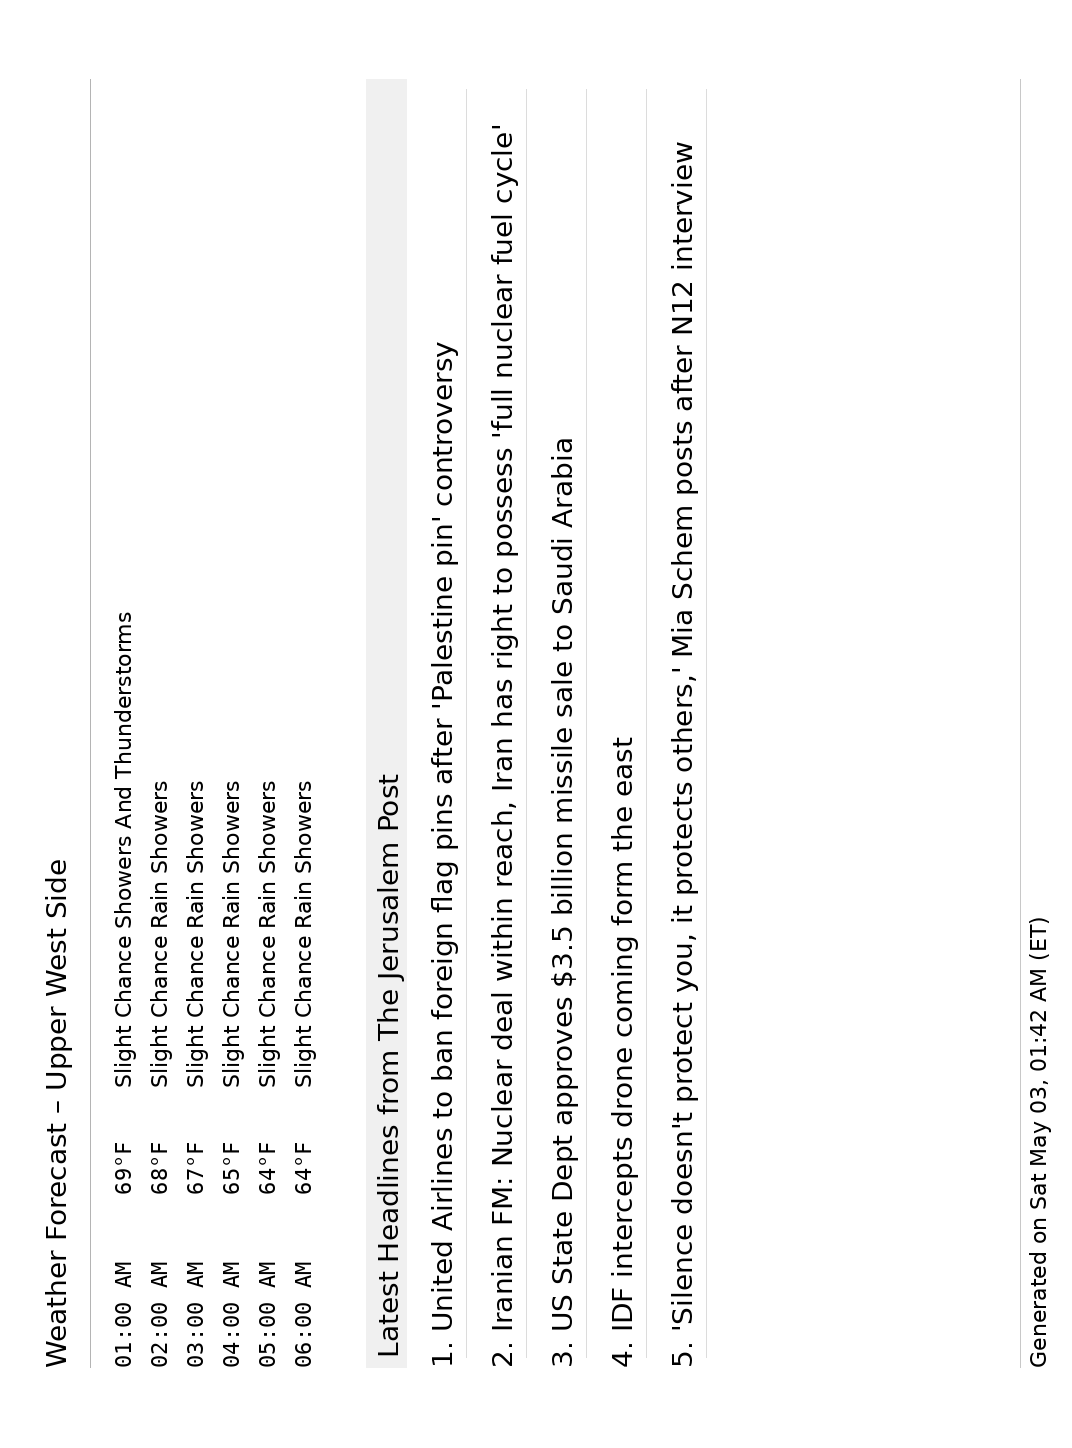 Weather Forecast – Upper West Side
01:00 AM 69°F Slight Chance Showers And Thunderstorms
02:00 AM 68°F Slight Chance Rain Showers
03:00 AM 67°F Slight Chance Rain Showers
04:00 AM 65°F Slight Chance Rain Showers
05:00 AM 64°F Slight Chance Rain Showers
06:00 AM 64°F Slight Chance Rain Showers
Latest Headlines from The Jerusalem Post
1. United Airlines to ban foreign flag pins after 'Palestine pin' controversy
2. Iranian FM: Nuclear deal within reach, Iran has right to possess 'full nuclear fuel cycle'
3. US State Dept approves $3.5 billion missile sale to Saudi Arabia
4. IDF intercepts drone coming form the east
5. 'Silence doesn't protect you, it protects others,' Mia Schem posts after N12 interview
Generated on Sat May 03, 01:42 AM (ET)